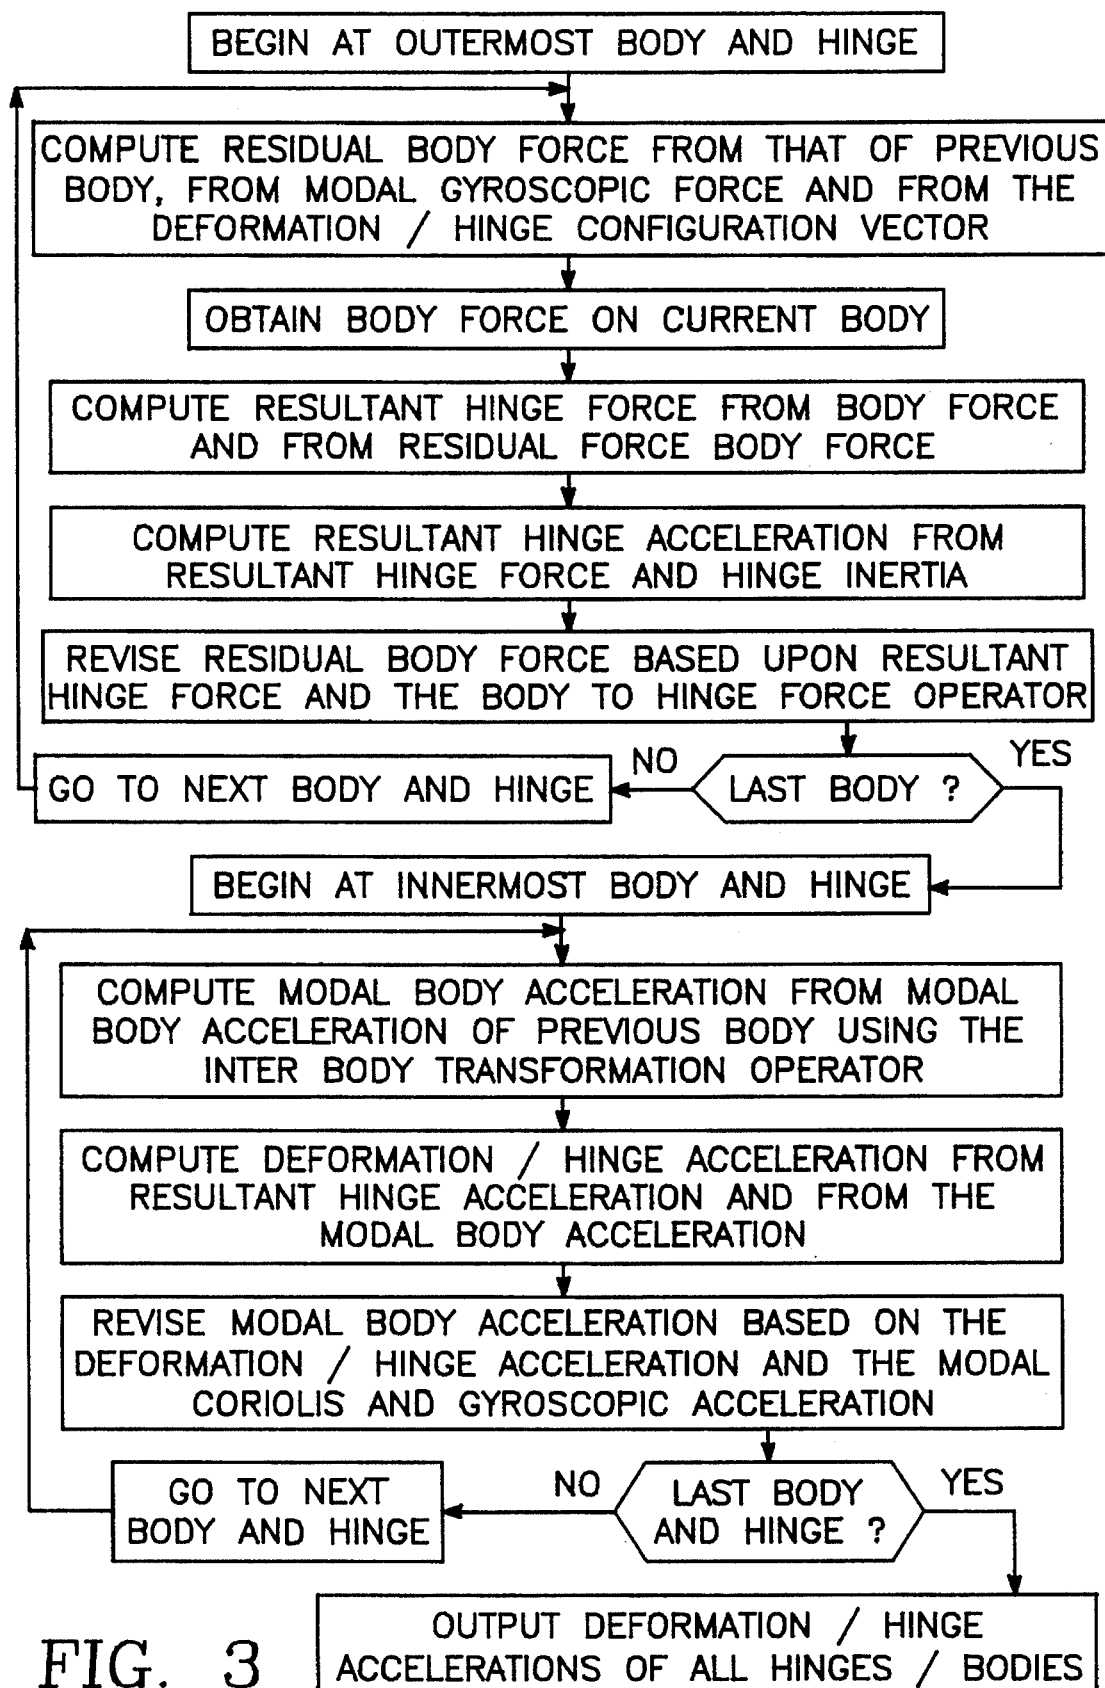 BEGIN AT OUTERMOST BODY AND HINGE
COMPUTE RESIDUAL BODY FORCE FROM THAT OF PREVIOUS
BODY, FROM MODAL GYROSCOPIC FORCE AND FROM THE
DEFORMATION / HINGE CONFIGURATION VECTOR
OBTAIN BODY FORCE ON CURRENT BODY
COMPUTE RESULTANT HINGE FORCE FROM BODY FORCE
AND FROM RESIDUAL FORCE BODY FORCE
COMPUTE RESULTANT HINGE ACCELERATION FROM
RESULTANT HINGE FORCE AND HINGE INERTIA
REVISE RESIDUAL BODY FORCE BASED UPON RESULTANT
HINGE FORCE AND THE BODY TO HINGE FORCE OPERATOR
GO TO NEXT BODY AND HINGE
NO
LAST BODY ?
YES
BEGIN AT INNERMOST BODY AND HINGE
COMPUTE MODAL BODY ACCELERATION FROM MODAL
BODY ACCELERATION OF PREVIOUS BODY USING THE
INTER BODY TRANSFORMATION OPERATOR
COMPUTE DEFORMATION / HINGE ACCELERATION FROM
RESULTANT HINGE ACCELERATION AND FROM THE
MODAL BODY ACCELERATION
REVISE MODAL BODY ACCELERATION BASED ON THE
DEFORMATION / HINGE ACCELERATION AND THE MODAL
CORIOLIS AND GYROSCOPIC ACCELERATION
GO TO NEXT
BODY AND HINGE
NO
LAST BODY
AND HINGE ?
YES
OUTPUT DEFORMATION / HINGE
ACCELERATIONS OF ALL HINGES / BODIES
FIG. 3